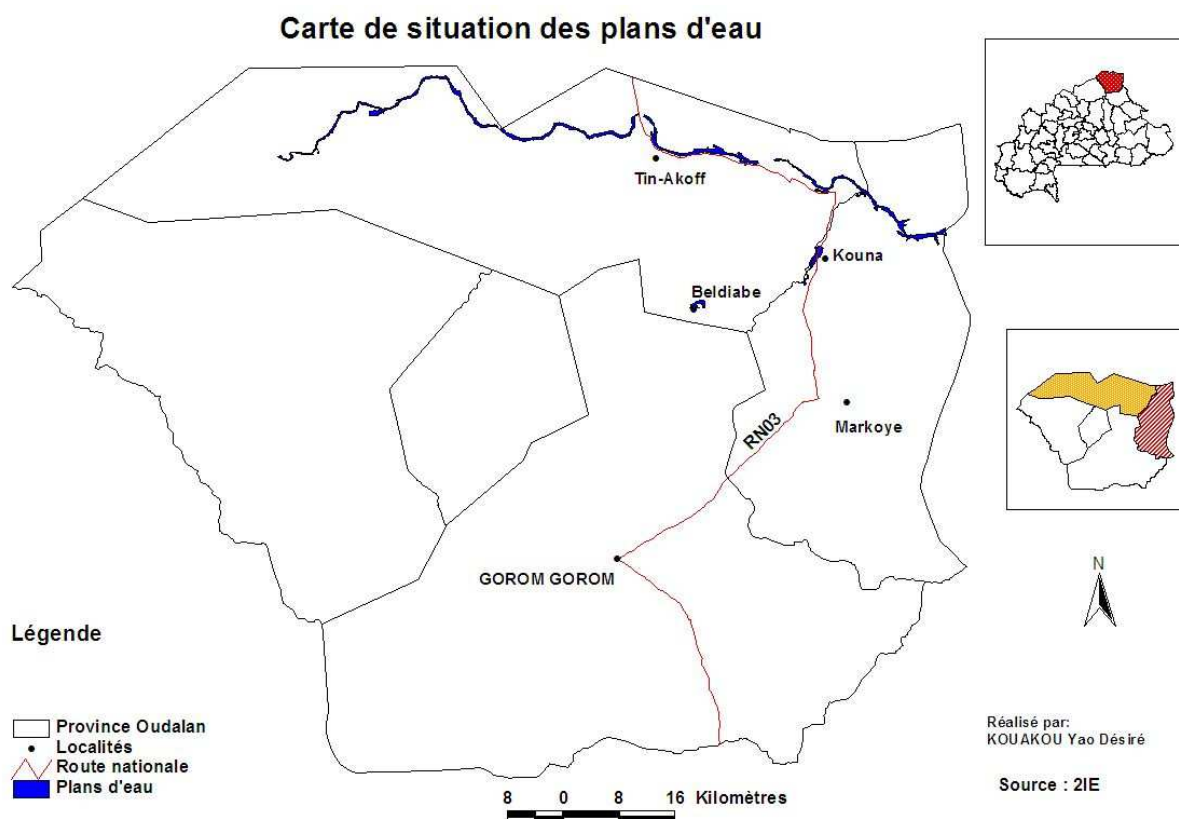 Carte de situation des plans d'eau
Tin-Akoff
Kouna
Beldiabe
Markoye
RN03
GOROM GOROM
N
Légende
Province Oudalan
Localités
Route nationale
Plans d'eau
8 0 8 16 Kilomètres
Réalisé par:
KOUAKOU Yao Désiré
Source : 2IE